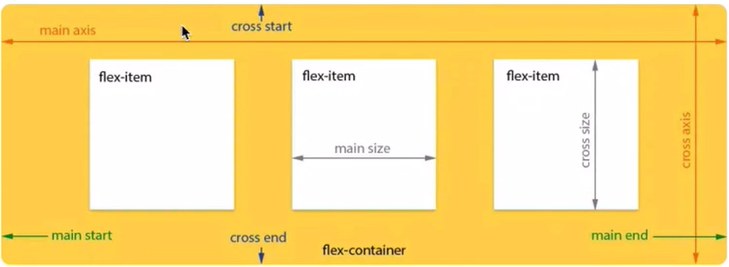 cross start
main axis
flex-item
flex-item
flex-item
main size
cross size
cross axis
main start
cross end
main end
flex-container